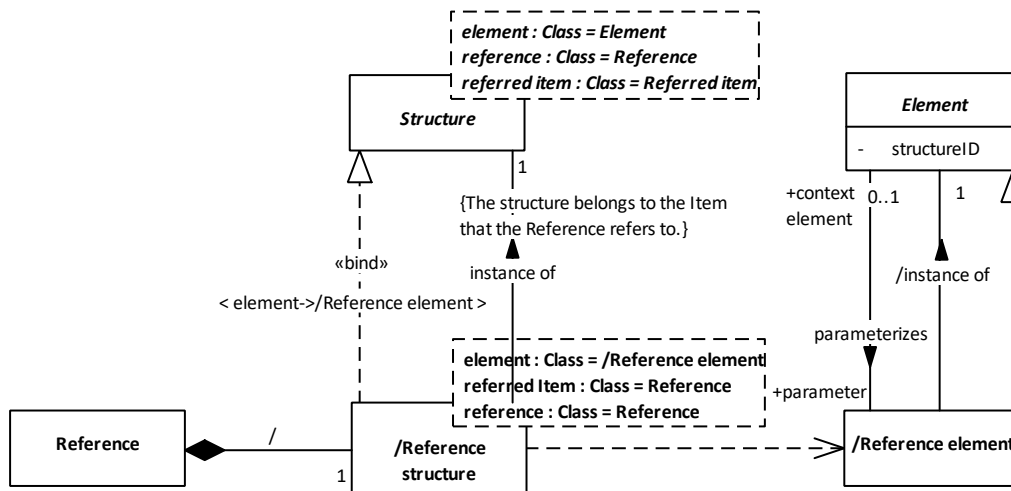 element : Class = Element
reference : Class = Reference
referred item : Class = Referred item
Structure
Element
- structureID
1
+context
element
0..1
1
{The structure belongs to the Item
that the Reference refers to.}
«bind»
instance of
/instance of
< element->/Reference element >
parameterizes
element : Class = /Reference element
referred Item : Class = Reference
reference : Class = Reference
+parameter
Reference
/
1
/Reference
structure
/Reference element